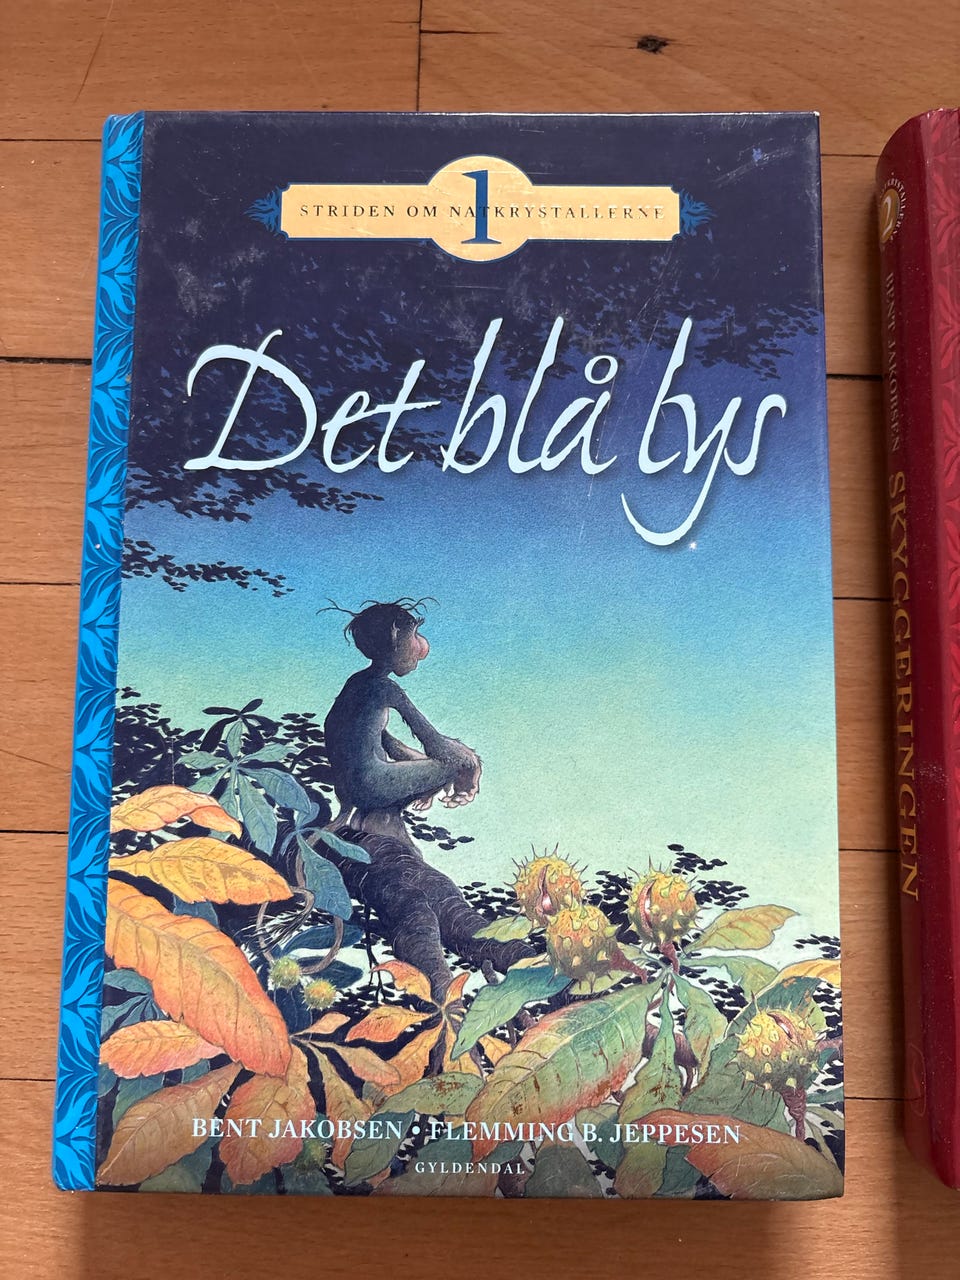 1
STRIDEN OM NATKRYSTALLERNE
Det blå lys
BENT JAKOBSEN • FLEMMING B. JEPPESEN
GYLDENDAL
2
BENT JAKOBSEN
SKYGGERINGEN